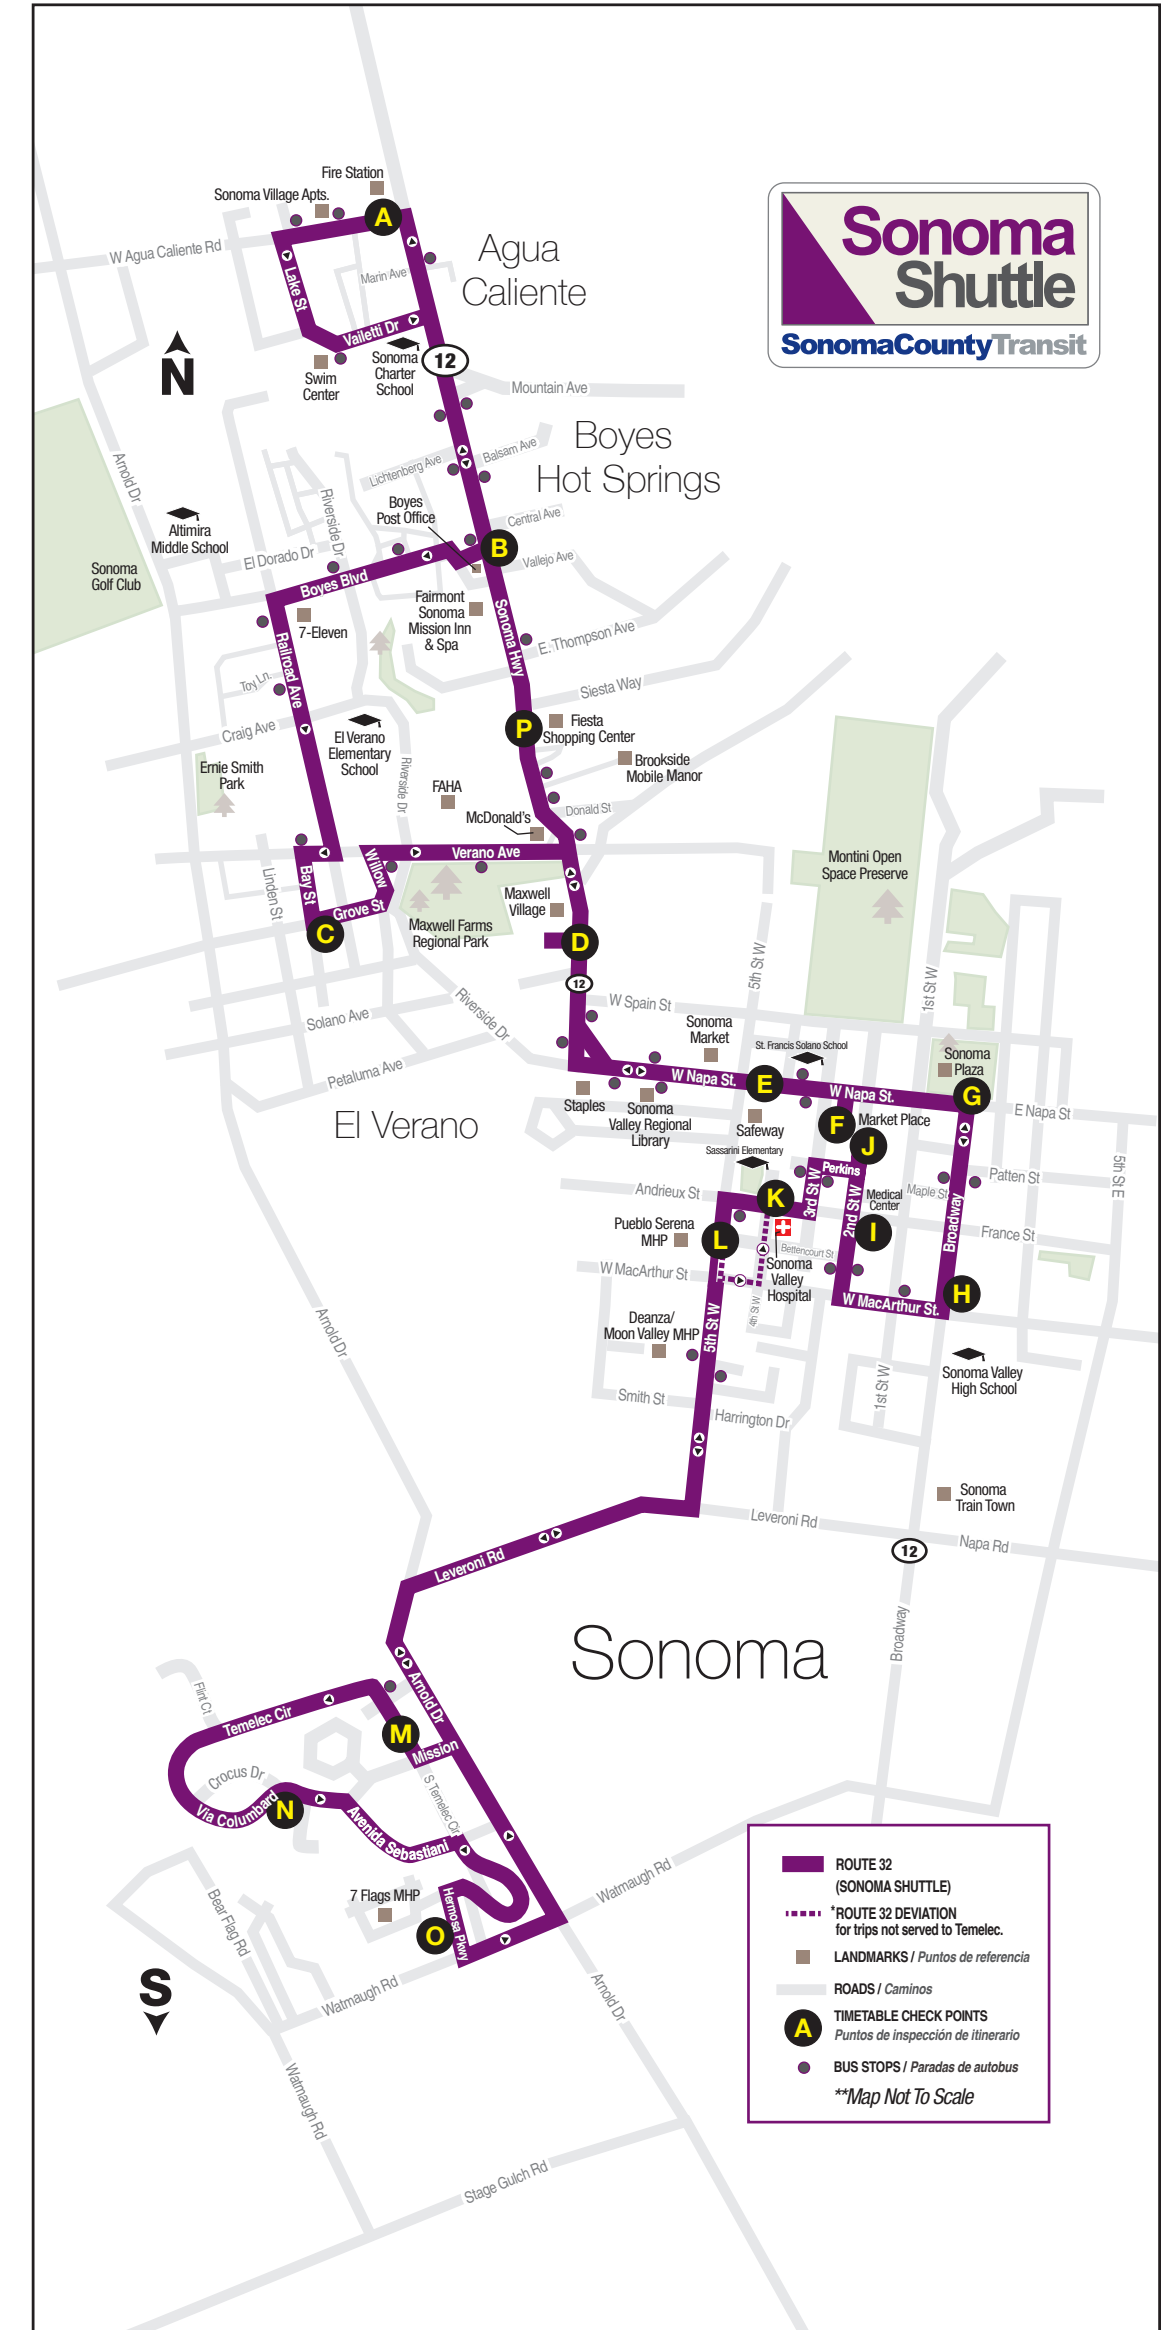 Fire Station
Sonoma Village Apts.
A
W Agua Caliente Rd
Agua
Caliente
Lake St
Marin Ave
Vailetti Dr
Sonoma
Shuttle
SonomaCountyTransit
N
Swim
Center
Sonoma
Charter
School
12
Mountain Ave
Boyes
Hot Springs
Arnold Dr
Lichtenberg Ave
Balsam Ave
Riverside Dr
Boyes
Post Office
Central Ave
Altimira
Middle School
El Dorado Dr
B
Vallejo Ave
Sonoma
Golf Club
Boyes Blvd
7-Eleven
Fairmont
Sonoma
Mission Inn
& Spa
Sonoma Hwy
E. Thompson Ave
Railroad Ave
Toy Ln.
Siesta Way
Craig Ave
El Verano
Elementary
School
P
Fiesta
Shopping Center
Brookside
Mobile Manor
Ernie Smith
Park
Riverside Dr
FAHA
McDonald's
Donald St
Verano Ave
Willow
Bay St
Linden St
Grove St
C
Maxwell Farms
Regional Park
Maxwell
Village
D
Montini Open
Space Preserve
12
5th St W
1st St W
Riverside Dr
Solano Ave
Petaluma Ave
W Spain St
Sonoma
Market
St. Francis Solano School
Sonoma
Plaza
W Napa St.
E
W Napa St.
G
E Napa St
Staples
Sonoma
Valley Regional
Library
Safeway
F
Market Place
J
El Verano
Sassarini Elementary
Perkins
Patten St
5th St E
Andrieux St
K
3rd St W
2nd St W
Medical
Center
Maple St
Broadway
Pueblo Serena
MHP
L
I
France St
Bettencourt St
W MacArthur St
Sonoma
Valley
Hospital
4th St W
H
W MacArthur St.
Arnold Dr
Deanza/
Moon Valley MHP
5th St W
Sonoma Valley
High School
1st St W
Smith St
Harrington Dr
Sonoma
Train Town
Leveroni Rd
12
Napa Rd
Leveroni Rd
Sonoma
Broadway
Flint Ct
Temelec Cir
Arnold Dr
M
Mission
Crocus Dr
S Temelec Cir
Via Columbard
N
Avenida Sebastiani
Bear Flag Rd
7 Flags MHP
Hermosa Pkwy
O
Watmaugh Rd
S
Watmaugh Rd
Arnold Dr
Watmaugh Rd
Stage Gulch Rd
ROUTE 32
(SONOMA SHUTTLE)
*ROUTE 32 DEVIATION
for trips not served to Temelec.
LANDMARKS / Puntos de referencia
ROADS / Caminos
A
TIMETABLE CHECK POINTS
Puntos de inspección de itinerario
BUS STOPS / Paradas de autobus
**Map Not To Scale